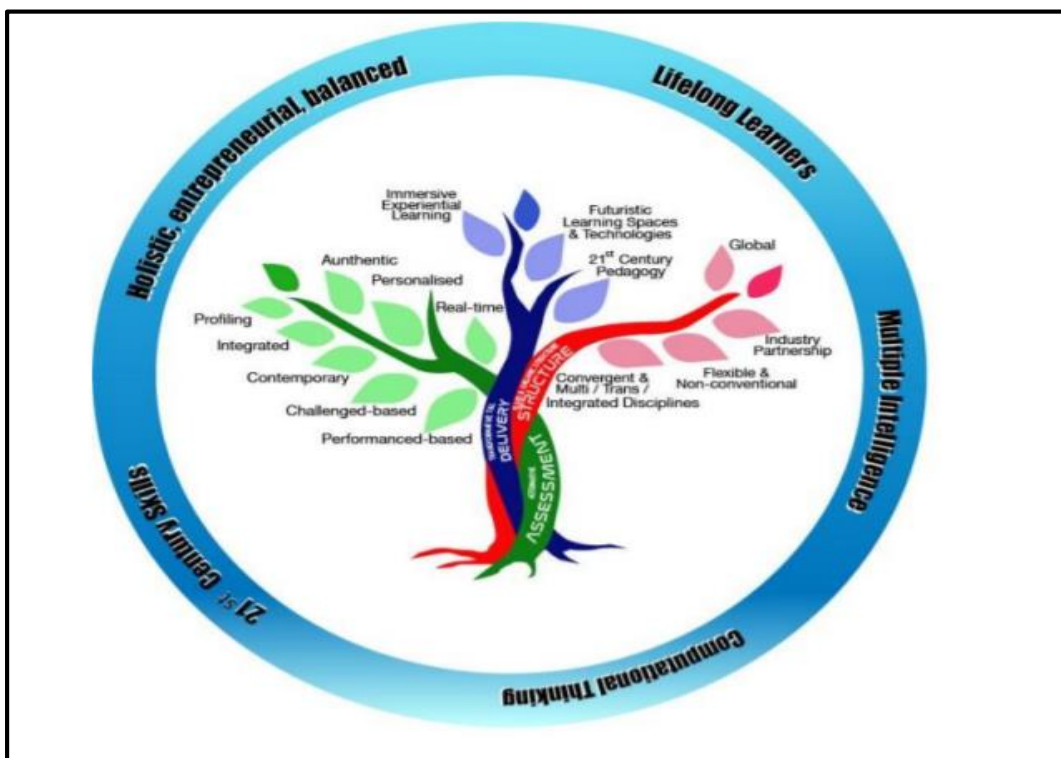 Holistic, entrepreneurial, balanced
Lifelong Learners
Multiple Intelligence
Computational Thinking
21st Century Skills
Immersive
Experiential
Learning
Futuristic
Learning Spaces
& Technologies
21st Century
Pedagogy
Global
Industry
Partnership
Flexible &
Non-conventional
Convergent &
Multi / Trans /
Integrated Disciplines
Aunthentic
Personalised
Real-time
Profiling
Integrated
Contemporary
Challenged-based
Performanced-based
DELIVERY
STRUCTURE
ASSESSMENT